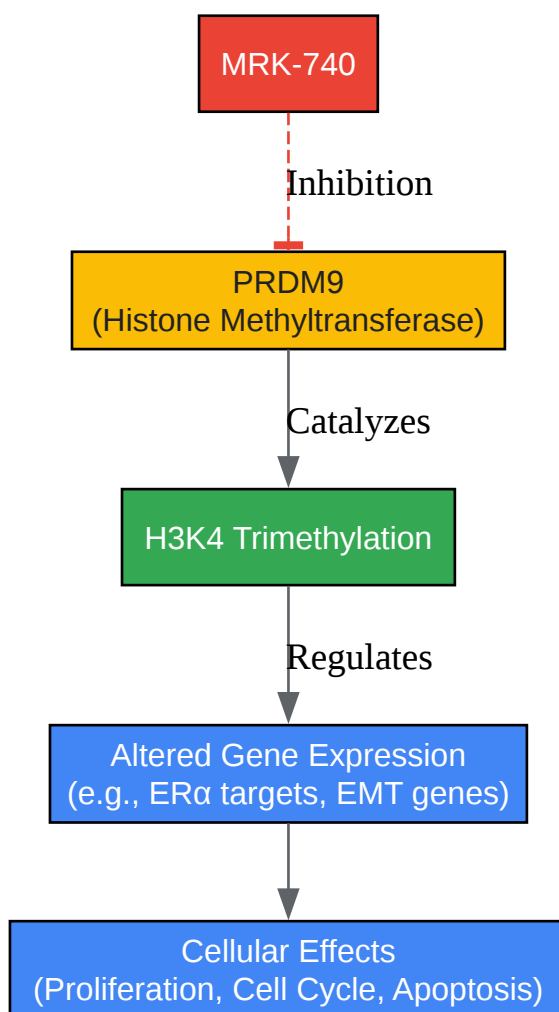 MRK-740
Inhibition
PRDM9
(Histone Methyltransferase)
Catalyzes
H3K4 Trimethylation
Regulates
Altered Gene Expression
(e.g., ERα targets, EMT genes)
Cellular Effects
(Proliferation, Cell Cycle, Apoptosis)